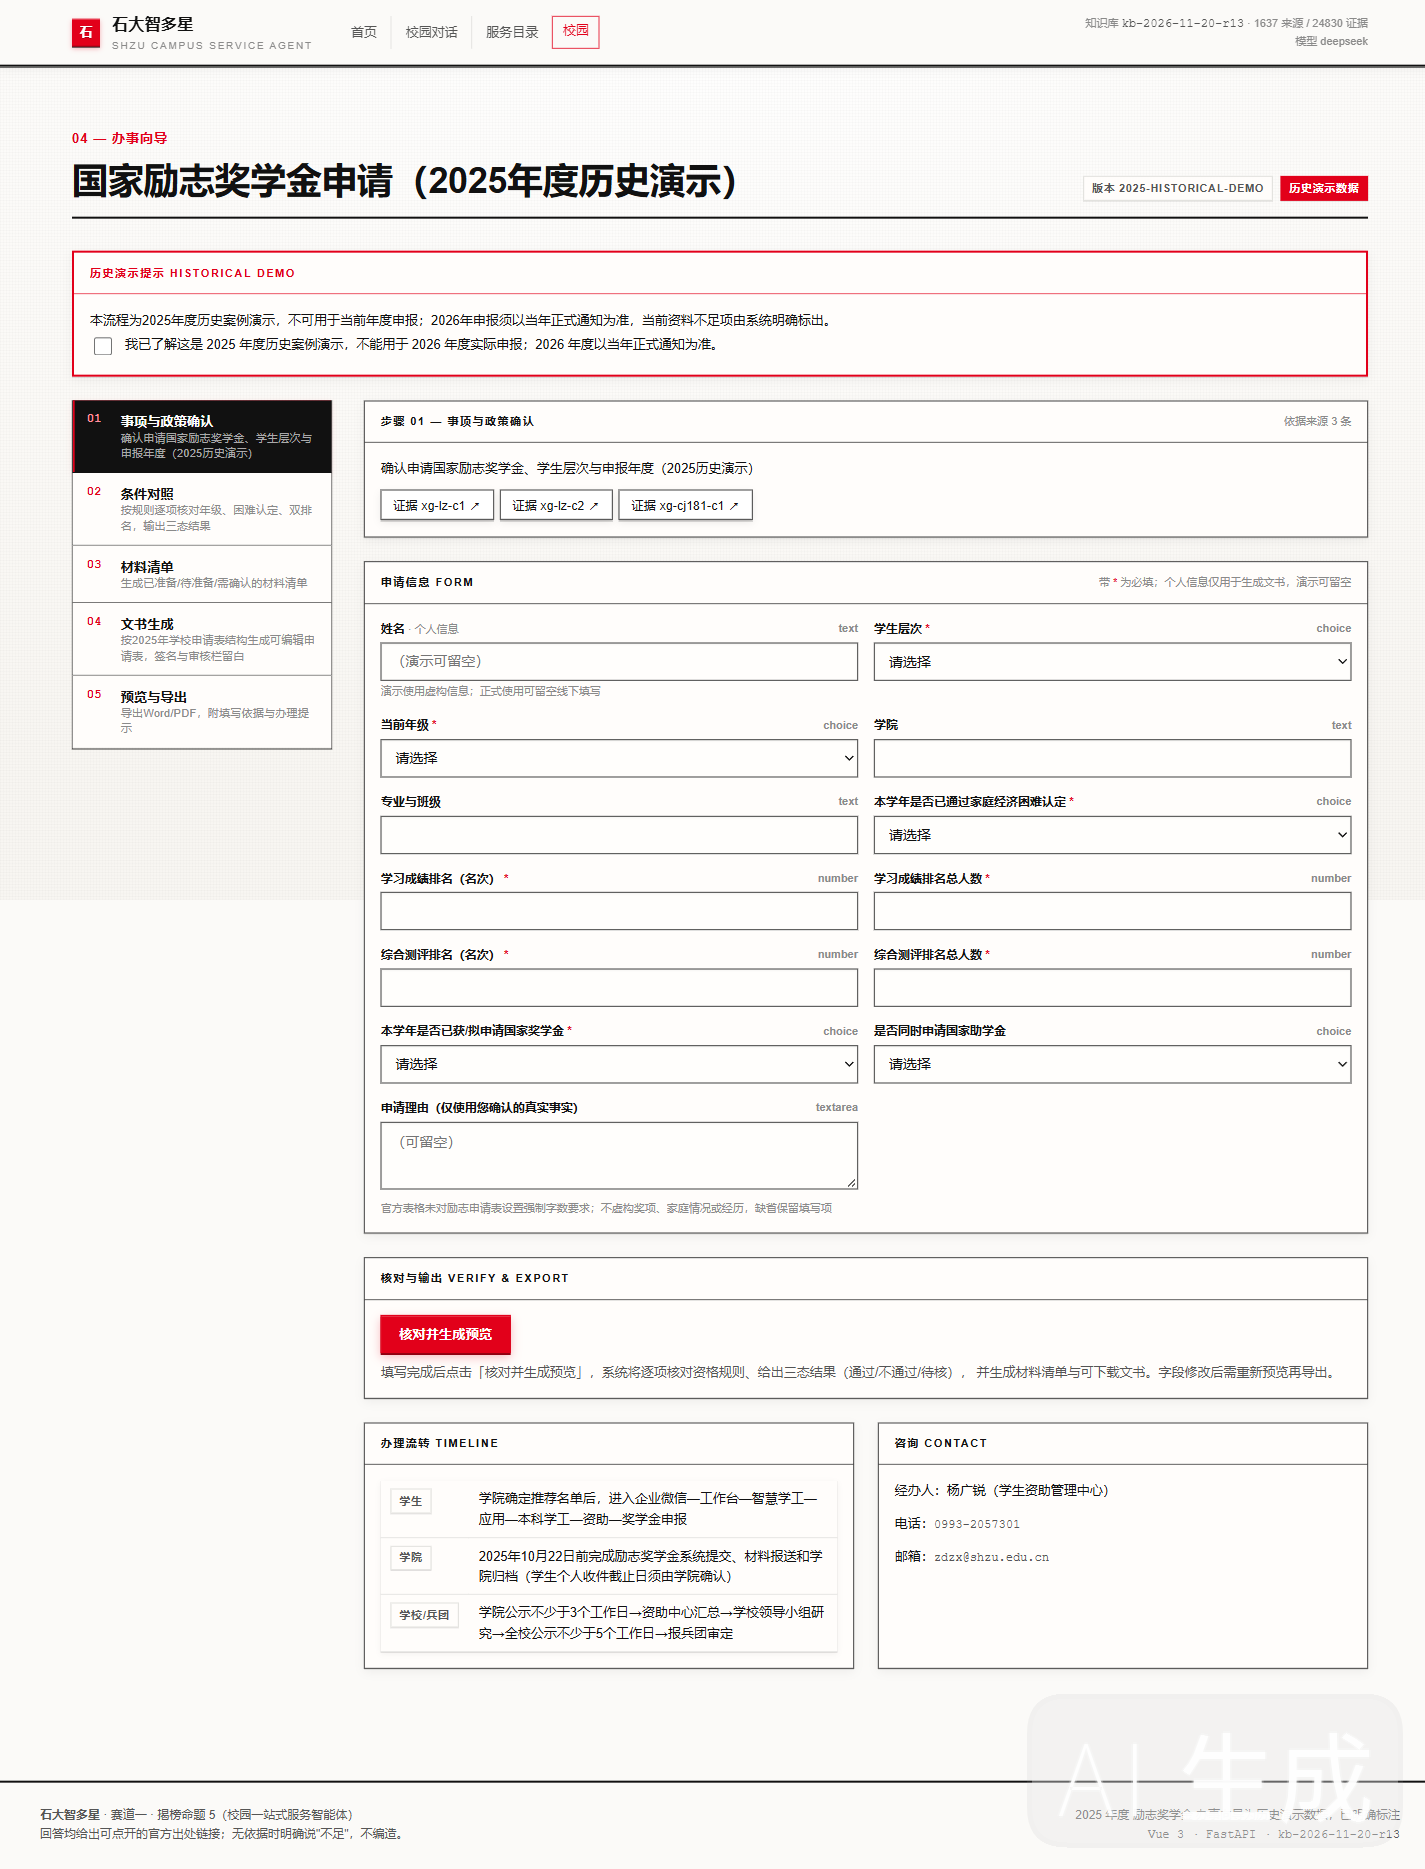 石
石大智多星
SHZU CAMPUS SERVICE AGENT
首页
校园对话
服务目录
校园
知识库 kb-2026-11-20-r13 · 1637 来源 / 24830 证据
模型 deepseek
04 — 办事向导
国家励志奖学金申请（2025年度历史演示）
版本 2025-HISTORICAL-DEMO
历史演示数据
历史演示提示 HISTORICAL DEMO
本流程为2025年度历史案例演示，不可用于当前年度申报；2026年申报须以当年正式通知为准，当前资料不足项由系统明确标出。
我已了解这是 2025 年度历史案例演示，不能用于 2026 年度实际申报；2026 年度以当年正式通知为准。
01
事项与政策确认
确认申请国家励志奖学金、学生层次与
申报年度（2025历史演示）
02
条件对照
按规则逐项核对年级、困难认定、双排
名，输出三态结果
03
材料清单
生成已准备/待准备/需确认的材料清单
04
文书生成
按2025年学校申请表结构生成可编辑申
请表，签名与审核栏留白
05
预览与导出
导出Word/PDF，附填写依据与办理提
示
步骤 01 — 事项与政策确认
依据来源 3 条
确认申请国家励志奖学金、学生层次与申报年度（2025历史演示）
证据 xg-lz-c1 ↗
证据 xg-lz-c2 ↗
证据 xg-cj181-c1 ↗
申请信息 FORM
带 * 为必填；个人信息仅用于生成文书，演示可留空
姓名 · 个人信息
text
（演示可留空）
演示使用虚构信息；正式使用可留空线下填写
学生层次 *
choice
请选择
当前年级 *
choice
请选择
学院
text
专业与班级
text
本学年是否已通过家庭经济困难认定 *
choice
请选择
学习成绩排名（名次） *
number
学习成绩排名总人数 *
number
综合测评排名（名次） *
number
综合测评排名总人数 *
number
本学年是否已获/拟申请国家奖学金 *
choice
请选择
是否同时申请国家助学金
choice
请选择
申请理由（仅使用您确认的真实事实）
textarea
（可留空）
官方表格未对励志申请表设置强制字数要求；不虚构奖项、家庭情况或经历，缺省保留填写项
核对与输出 VERIFY & EXPORT
核对并生成预览
填写完成后点击「核对并生成预览」，系统将逐项核对资格规则、给出三态结果（通过/不通过/待核），并生成材料清单与可下载文书。字段修改后需重新预览再导出。
办理流转 TIMELINE
学生
学院确定推荐名单后，进入企业微信—工作台—智慧学工—
应用—本科学工—资助—奖学金申报
学院
2025年10月22日前完成励志奖学金系统提交、材料报送和学
院归档（学生个人收件截止日须由学院确认）
学校/兵团
学院公示不少于3个工作日→资助中心汇总→学校领导小组研
究→全校公示不少于5个工作日→报兵团审定
咨询 CONTACT
经办人：杨广锐（学生资助管理中心）
电话：0993-2057301
邮箱：zdzx@shzu.edu.cn
石大智多星 · 赛道一 · 揭榜命题 5（校园一站式服务智能体）
回答均给出可点开的官方出处链接；无依据时明确说"不足"，不编造。
2025 年度 励志奖学金
历史演示数据，已明确标注
Vue 3 · FastAPI · kb-2026-11-20-r13
AI 生成